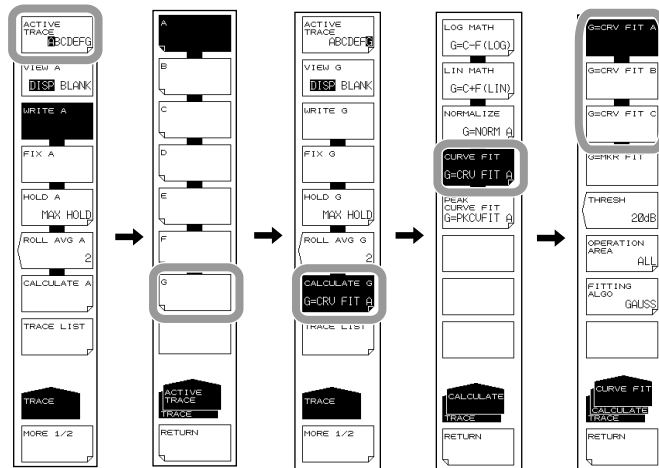 ACTIVE
TRACE
ABCDEFG
VIEW A
DISP BLANK
WRITE A
FIX A
HOLD A
MAX HOLD
ROLL AVG A
2
CALCULATE A
TRACE LIST
TRACE
MORE 1/2
A
B
C
D
E
F
G
ACTIVE
TRACE
TRACE
RETURN
ACTIVE
TRACE
ABCDEFG
VIEW G
DISP BLANK
WRITE G
FIX G
HOLD G
MAX HOLD
ROLL AVG G
2
CALCULATE G
G=CRV FIT A
TRACE LIST
TRACE
MORE 1/2
LOG MATH
G=C-F(LOG)
LIN MATH
G=C+F(LIN)
NORMALIZE
G=NORM A
CURVE FIT
G=CRV FIT A
PEAK
CURVE FIT
G=PKCVFIT A
CALCULATE
TRACE
RETURN
G=CRV FIT A
G=CRV FIT B
G=CRV FIT C
G=MKR FIT
THRESH
20dB
OPERATION
AREA
ALL
FITTING
ALGO
GAUSS
CURVE FIT
CALCULATE
TRACE
RETURN